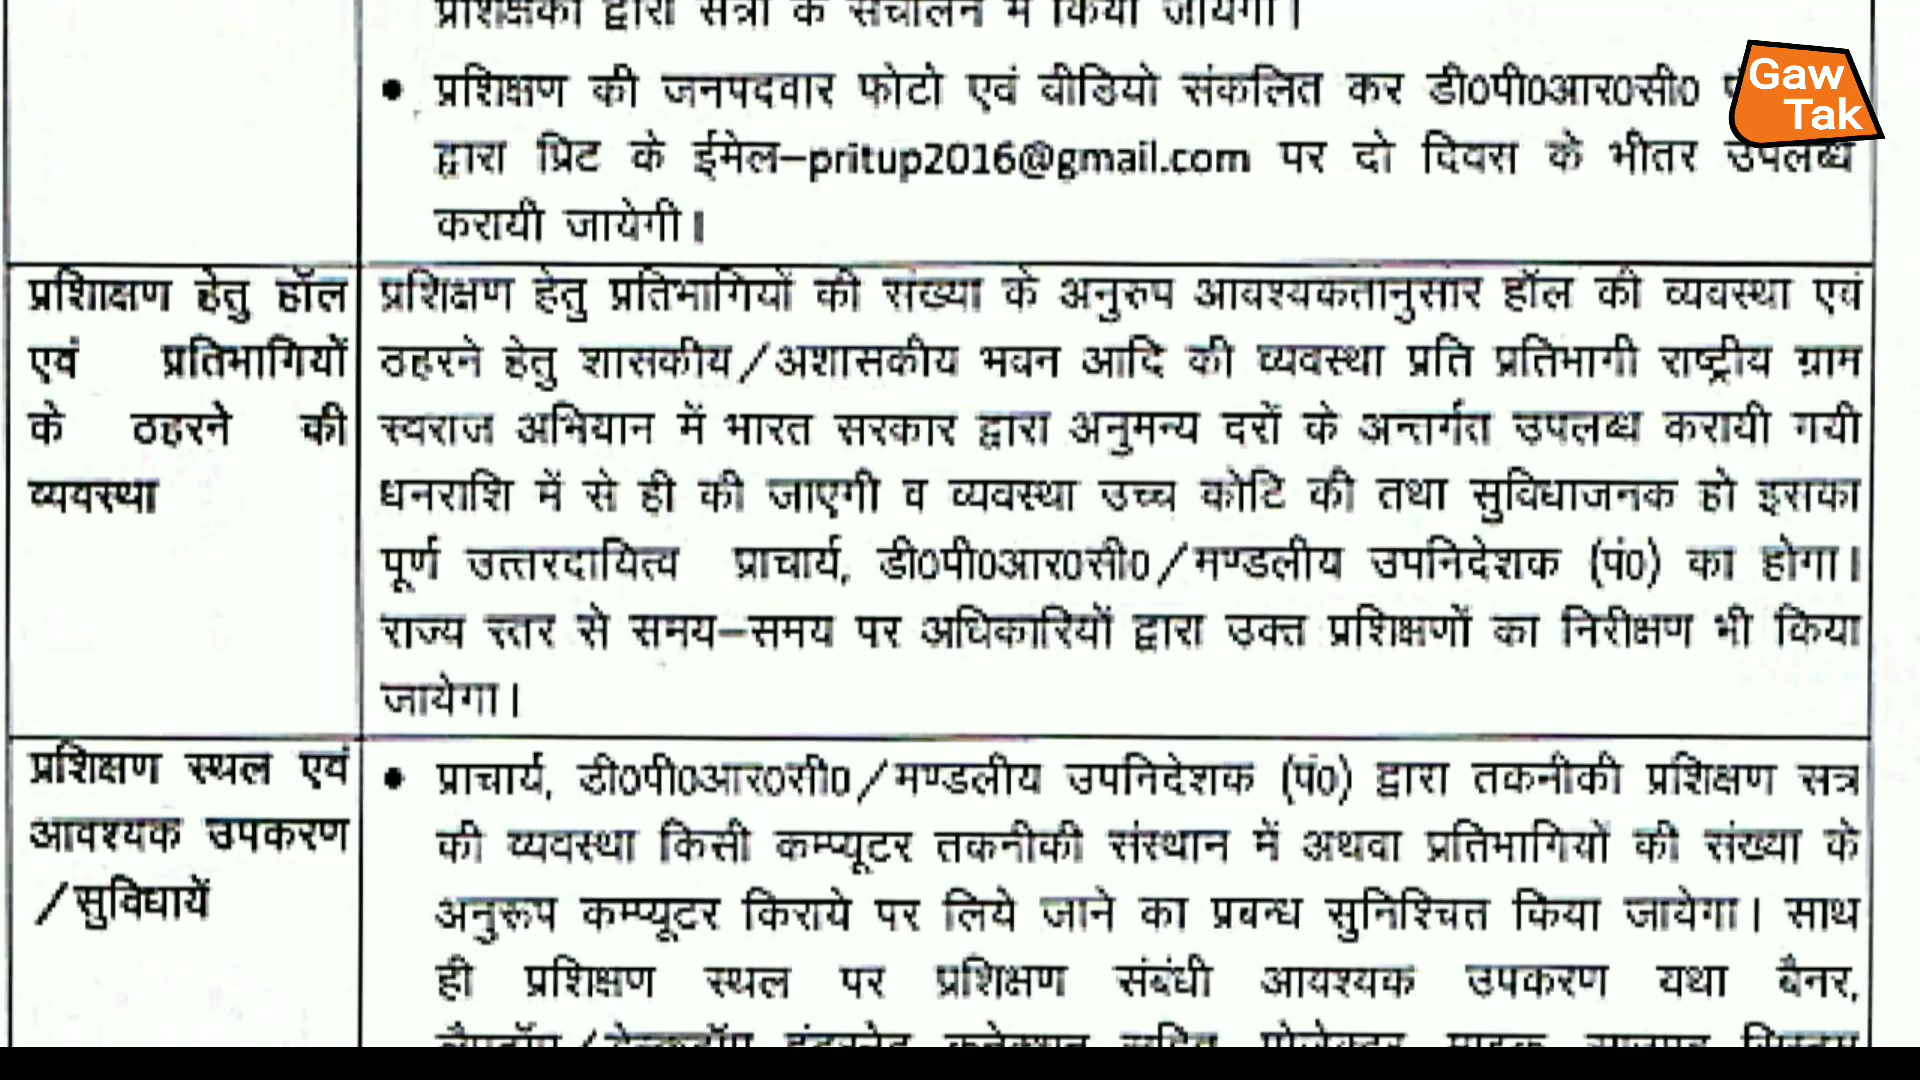 प्रशिक्षकों द्वारा सत्रों के संचालन में किया जायेगा।
• प्रशिक्षण की जनपदवार फोटो एवं वीडियो संकलित कर डी0पी0आर0सी0
द्वारा प्रिट के ईमेल–pritup2016@gmail.com पर दो दिवस के भीतर उपलब्ध
करायी जायेगी।
Gaw
Tak
प्रशिाक्षण हेतु हॉल
एवं प्रतिभागियों
के ठहरने की
व्यवस्था
प्रशिक्षण हेतु प्रतिभागियों की संख्या के अनुरुप आवश्यकतानुसार हॉल की व्यवस्था एवं
ठहरने हेतु शासकीय/अशासकीय भवन आदि की व्यवस्था प्रति प्रतिभागी राष्ट्रीय ग्राम
स्वराज अभियान में भारत सरकार द्वारा अनुमन्य दरों के अन्तर्गत उपलब्ध करायी गयी
धनराशि में से ही की जाएगी व व्यवस्था उच्च कोटि की तथा सुविधाजनक हो इसका
पूर्ण उत्तरदायित्व प्राचार्य, डी0पी0आर0सी0/मण्डलीय उपनिदेशक (पं0) का होगा।
राज्य स्तर से समय–समय पर अधिकारियों द्वारा उक्त प्रशिक्षणों का निरीक्षण भी किया
जायेगा।
प्रशिक्षण स्थल एवं
आवश्यक उपकरण
/सुविधायें
• प्राचार्य, डी0पी0आर0सी0/मण्डलीय उपनिदेशक (पं0) द्वारा तकनीकी प्रशिक्षण सत्र
की व्यवस्था किसी कम्प्यूटर तकनीकी संस्थान में अथवा प्रतिभागियों की संख्या के
अनुरूप कम्प्यूटर किराये पर लिये जाने का प्रबन्ध सुनिश्चित किया जायेगा। साथ
ही प्रशिक्षण स्थल पर प्रशिक्षण संबंधी आवश्यक उपकरण यथा बैनर,